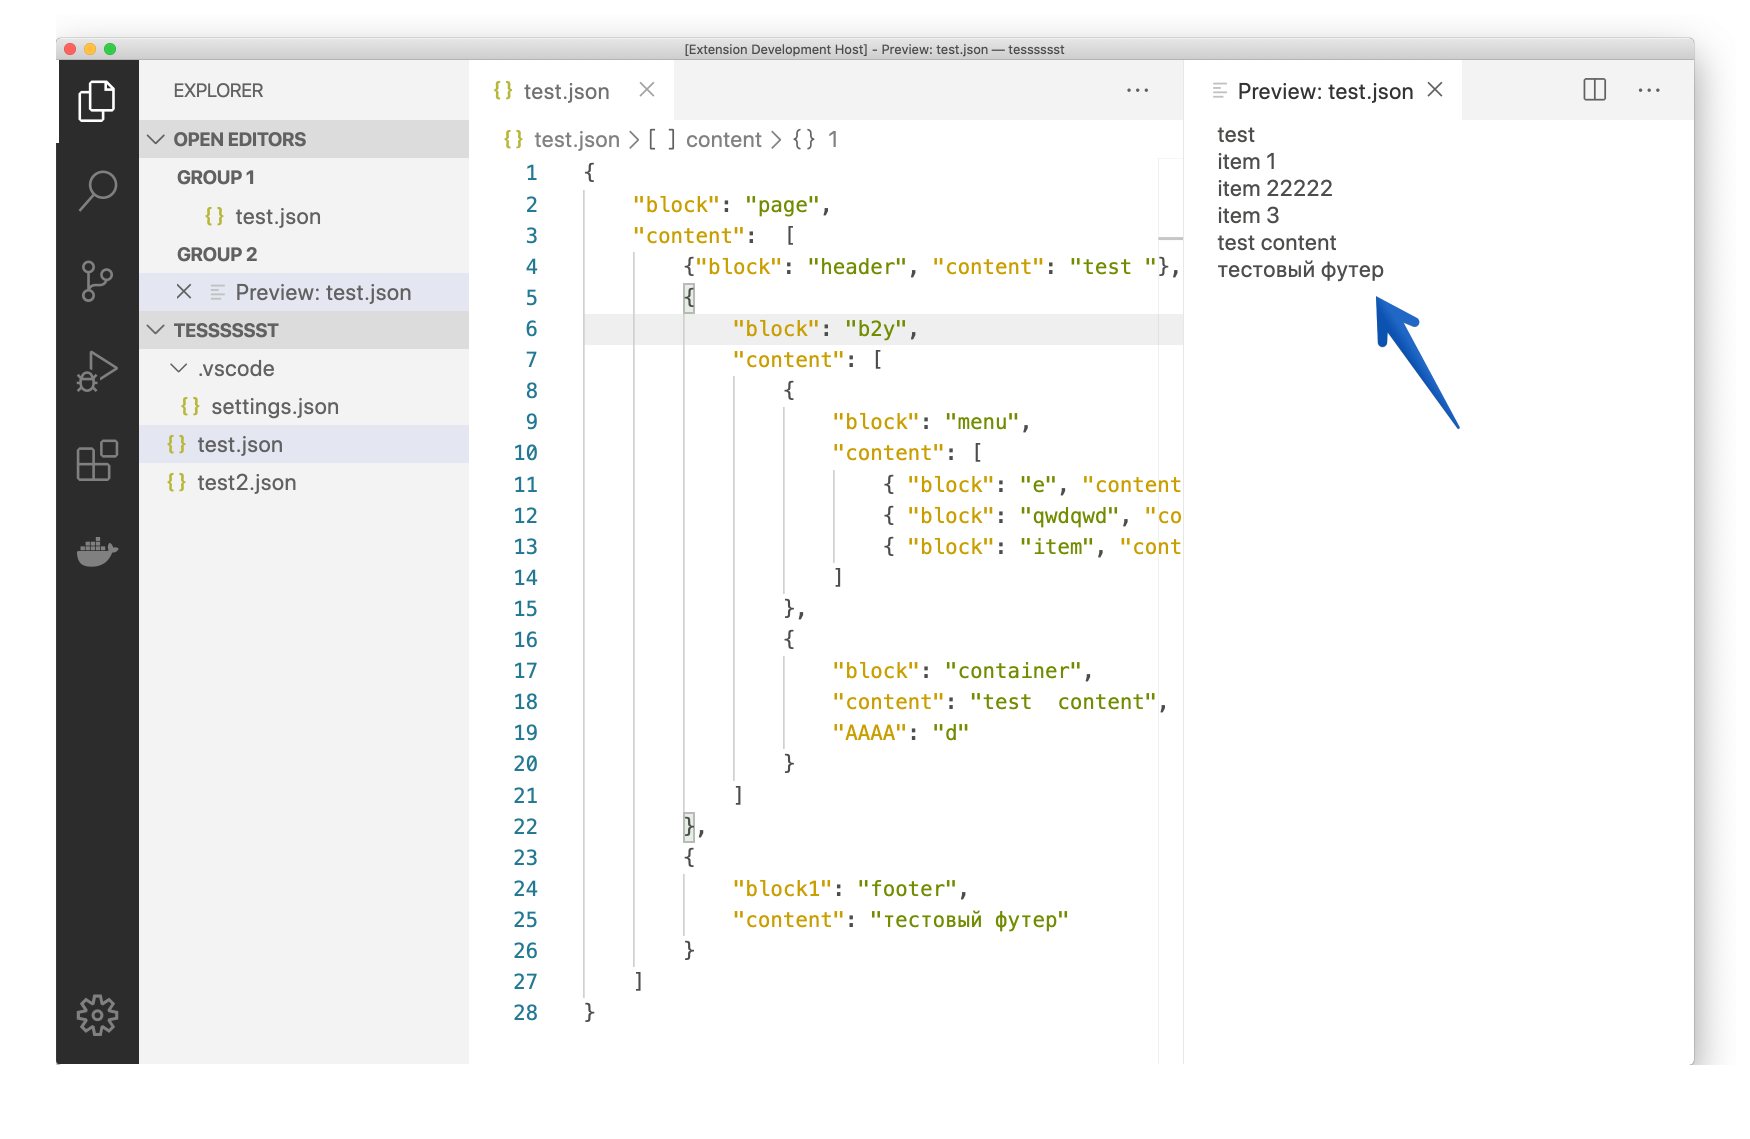 [Extension Development Host] - Preview: test.json — tesssssst
EXPLORER
OPEN EDITORS
GROUP 1
{} test.json
GROUP 2
Preview: test.json
TESSSSSST
.vscode
{} settings.json
{} test.json
{} test2.json
{} test.json
{} test.json > [ ] content > {} 1
1 {
2 "block": "page",
3 "content":  [
4 {"block": "header", "content": "test "},
5 {
6 "block": "b2y",
7 "content": [
8 {
9 "block": "menu",
10 "content": [
11 { "block": "e", "content
12 { "block": "qwdqwd", "co
13 { "block": "item", "cont
14 ]
15 },
16 {
17 "block": "container",
18 "content": "test  content",
19 "AAAA": "d"
20 }
21 ]
22 },
23 {
24 "block1": "footer",
25 "content": "тестовый футер"
26 }
27 ]
28 }
Preview: test.json
test
item 1
item 22222
item 3
test content
тестовый футер